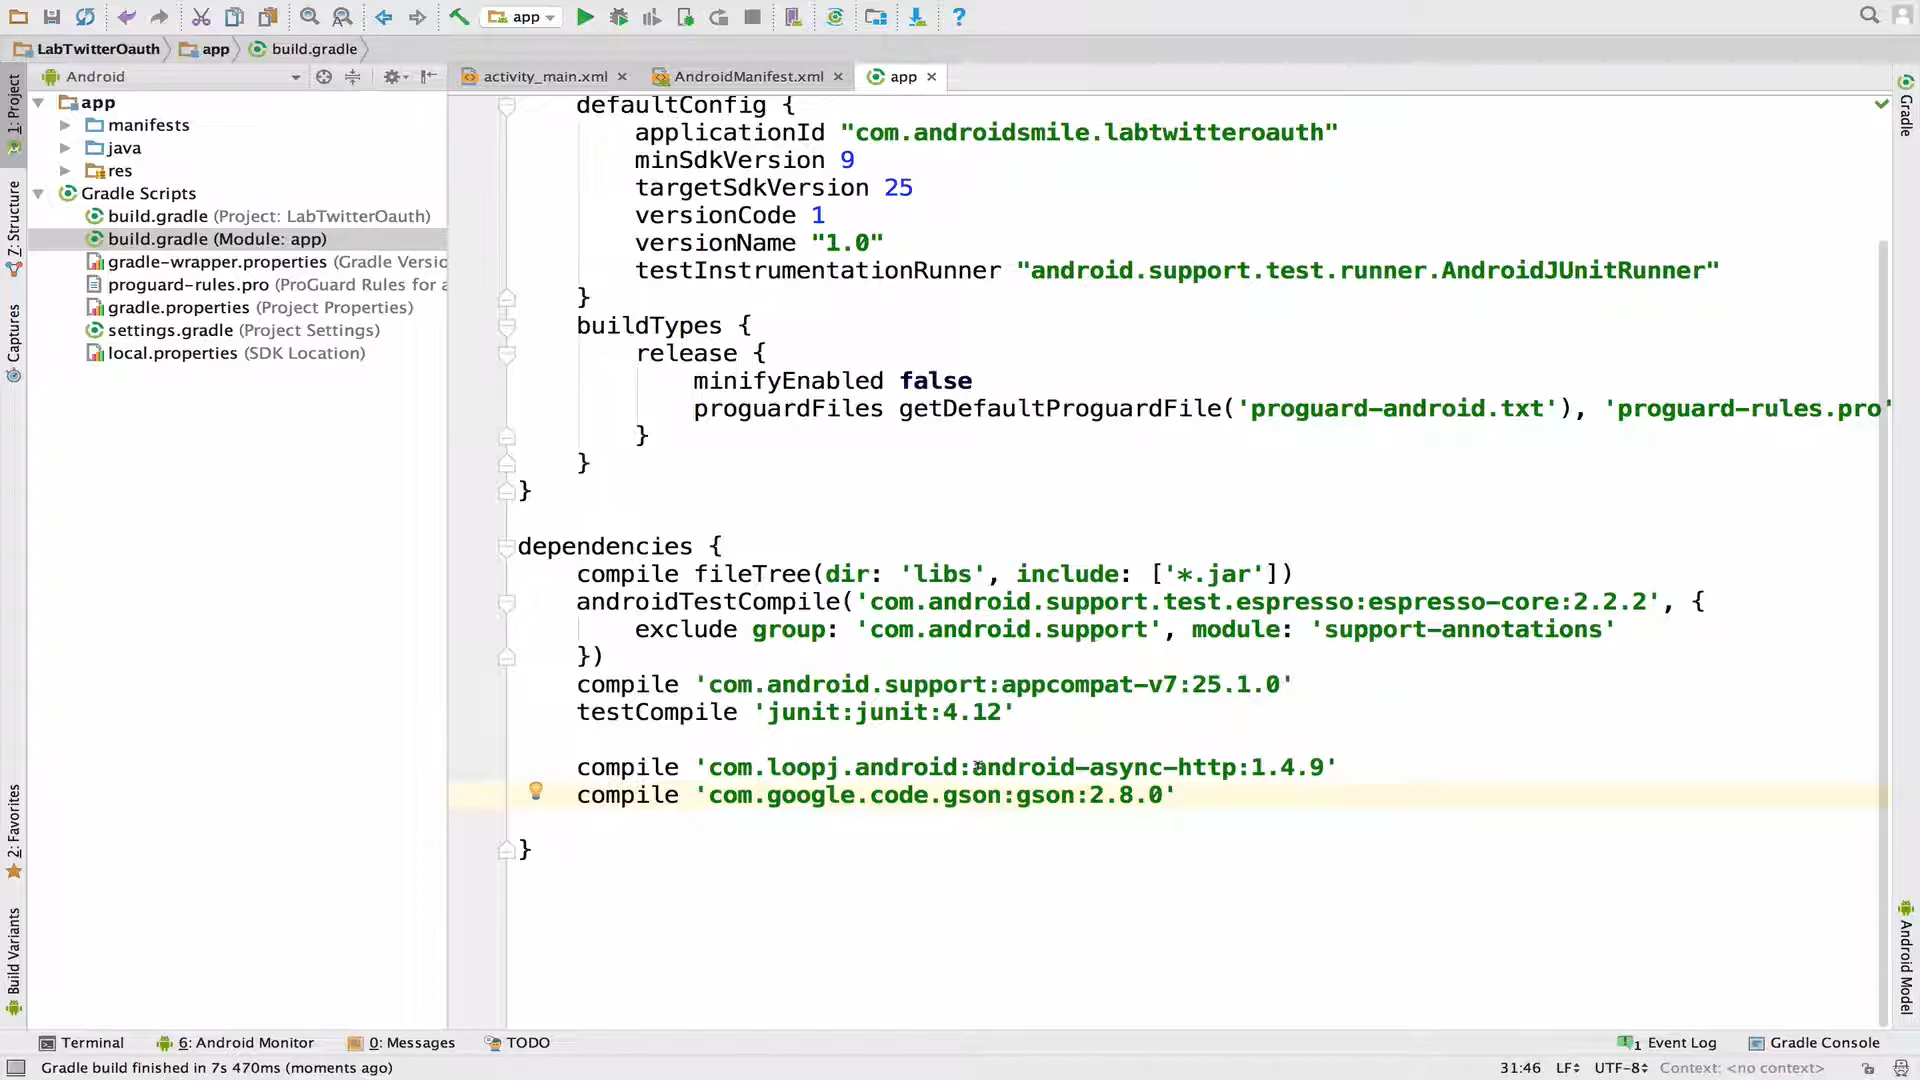 app
LabTwitterOauth app build.gradle
Android
activity_main.xml AndroidManifest.xml app
1: Project
7: Structure
Captures
2: Favorites
Build Variants
app
manifests
java
res
Gradle Scripts
build.gradle (Project: LabTwitterOauth)
build.gradle (Module: app)
gradle-wrapper.properties (Gradle Versio
proguard-rules.pro (ProGuard Rules for a
gradle.properties (Project Properties)
settings.gradle (Project Settings)
local.properties (SDK Location)
defaultConfig {
applicationId "com.androidsmile.labtwitteroauth"
minSdkVersion 9
targetSdkVersion 25
versionCode 1
versionName "1.0"
testInstrumentationRunner "android.support.test.runner.AndroidJUnitRunner"
}
buildTypes {
release {
minifyEnabled false
proguardFiles getDefaultProguardFile('proguard-android.txt'), 'proguard-rules.pro'
}
}
}
dependencies {
compile fileTree(dir: 'libs', include: ['*.jar'])
androidTestCompile('com.android.support.test.espresso:espresso-core:2.2.2', {
exclude group: 'com.android.support', module: 'support-annotations'
})
compile 'com.android.support:appcompat-v7:25.1.0'
testCompile 'junit:junit:4.12'
compile 'com.loopj.android:android-async-http:1.4.9'
compile 'com.google.code.gson:gson:2.8.0'
}
Gradle
Android Model
Terminal 6: Android Monitor 0: Messages TODO 1 Event Log Gradle Console
Gradle build finished in 7s 470ms (moments ago) 31:46 LF UTF-8 Context: <no context>